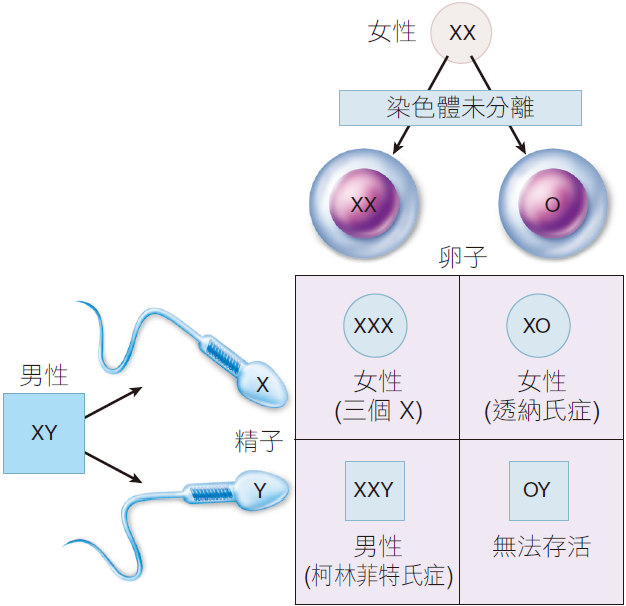 女性
XX
染色體未分離
XX
O
卵子
男性
XY
X
精子
Y
XXX
女性
(三個 X)
XO
女性
(透納氏症)
XXY
男性
(柯林菲特氏症)
OY
無法存活